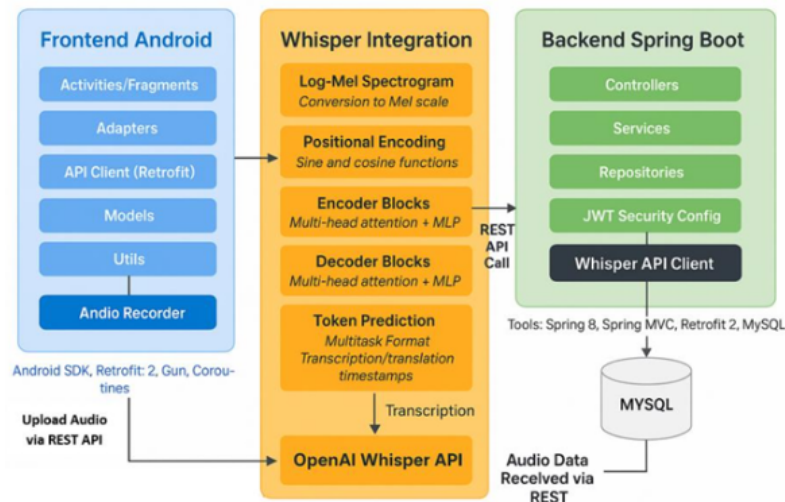 Frontend Android
Activities/Fragments
Adapters
API Client (Retrofit)
Models
Utils
Andio Recorder
Android SDK, Retrofit: 2, Gun, Corou-
tines
Upload Audio
via REST API
Whisper Integration
Log-Mel Spectrogram
Conversion to Mel scale
Positional Encoding
Sine and cosine functions
Encoder Blocks
Multi-head attention + MLP
Decoder Blocks
Multi-head attention + MLP
Token Prediction
Multitask Format
Transcription/translation
timestamps
Transcription
OpenAI Whisper API
REST
API
Call
Backend Spring Boot
Controllers
Services
Repositories
JWT Security Config
Whisper API Client
Tools: Spring 8, Spring MVC, Retrofit 2, MySQL
MYSQL
Audio Data
Recelved via
REST